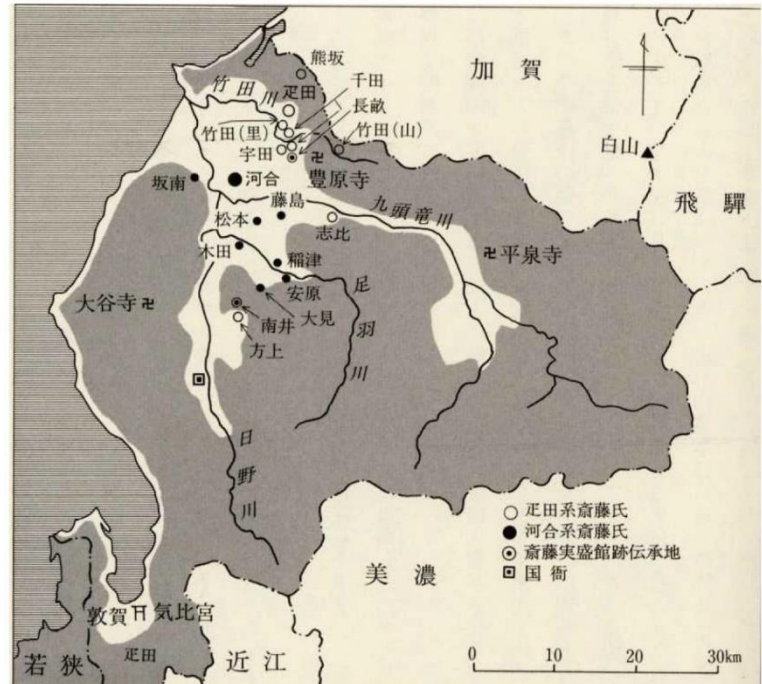 熊坂
加賀
千田
竹田川
疋田
長畝
竹田(里)
竹田(山)
宇田
卍
豊原寺
白山
坂南
河合
藤島
九頭竜川
飛驒
松本
志比
木田
稲津
卍平泉寺
安原
足羽川
大谷寺卍
大見
南井
方上
日野川
疋田系斎藤氏
河合系斎藤氏
斎藤実盛館跡伝承地
国衙
美濃
敦賀
気比宮
疋田
若狭
近江
0 10 20 30km